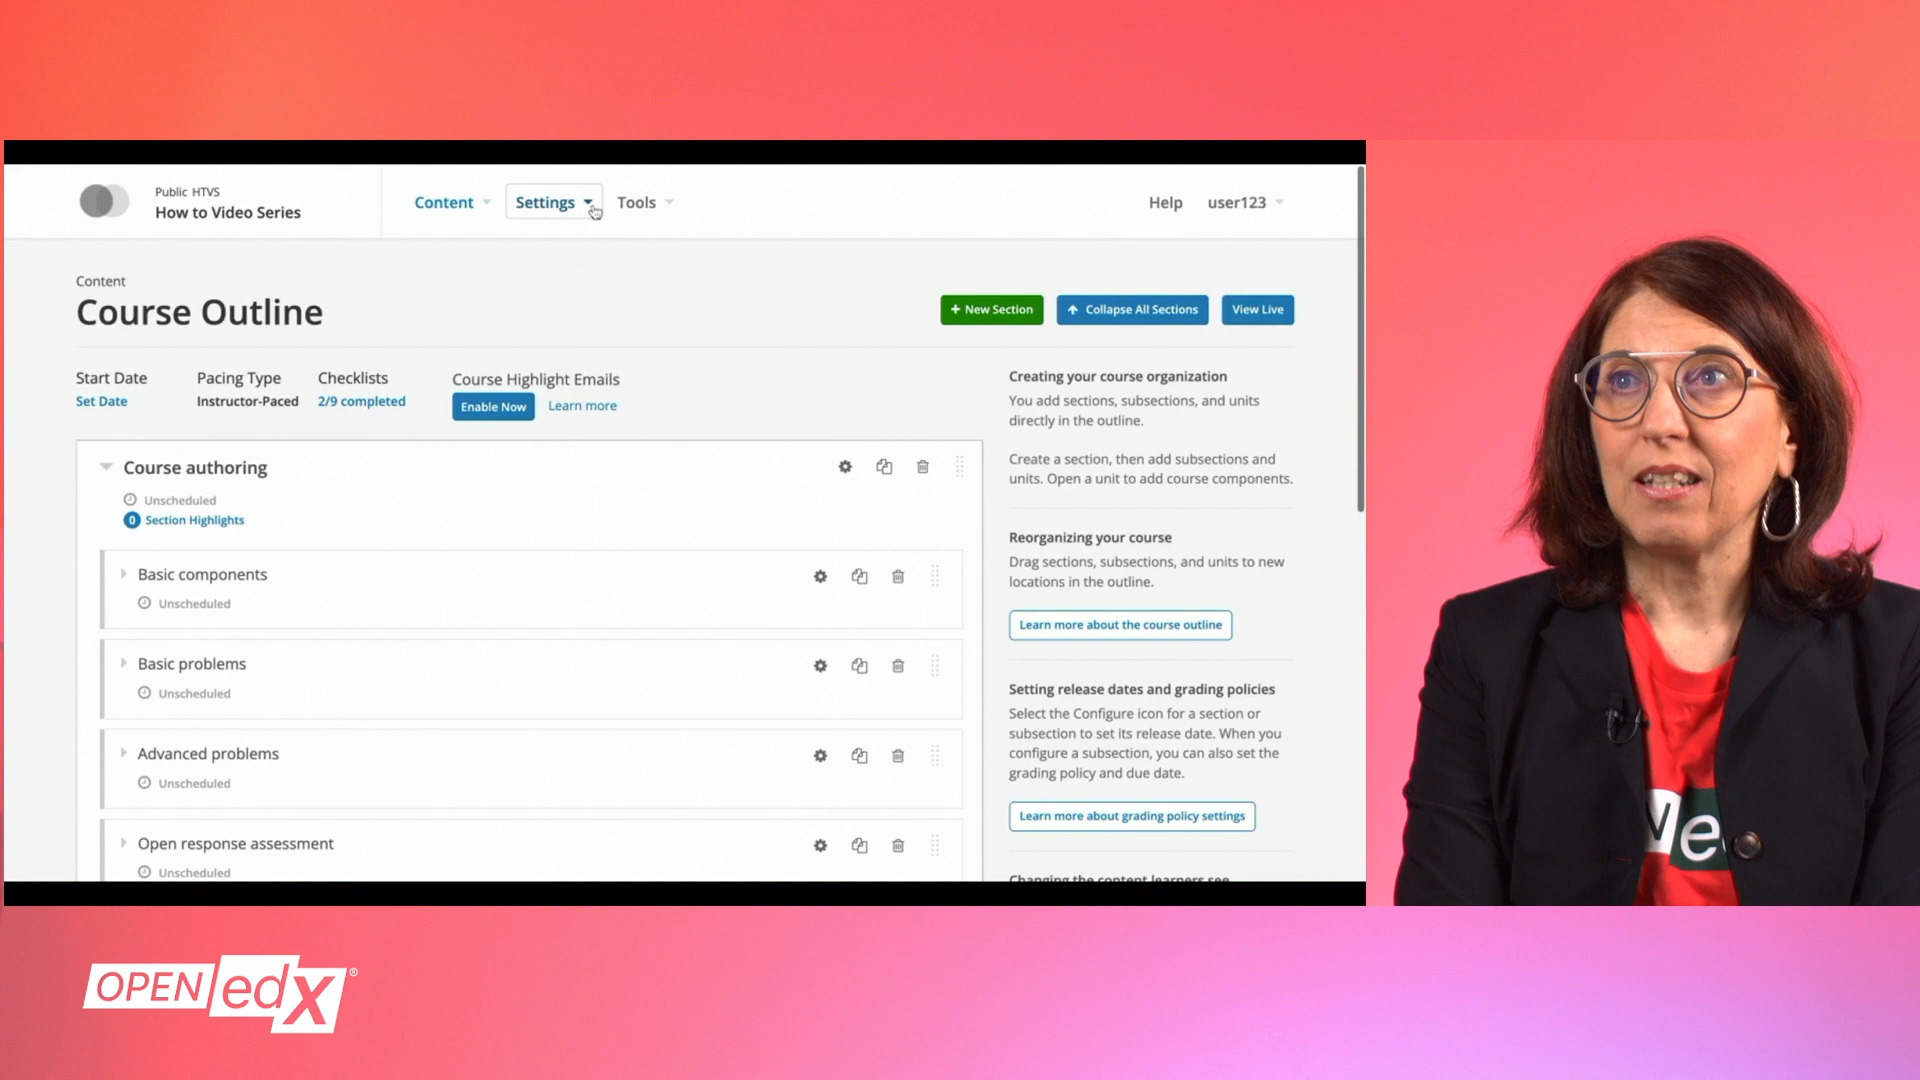 Public HTVS
How to Video Series
Content
Settings
Tools
Help
user123
Content
Course Outline
+ New Section
Collapse All Sections
View Live
Start Date
Set Date
Pacing Type
Instructor-Paced
Checklists
2/9 completed
Course Highlight Emails
Enable Now
Learn more
Course authoring
Unscheduled
0 Section Highlights
Basic components
Unscheduled
Basic problems
Unscheduled
Advanced problems
Unscheduled
Open response assessment
Unscheduled
Creating your course organization
You add sections, subsections, and units
directly in the outline.
Create a section, then add subsections and
units. Open a unit to add course components.
Reorganizing your course
Drag sections, subsections, and units to new
locations in the outline.
Learn more about the course outline
Setting release dates and grading policies
Select the Configure icon for a section or
subsection to set its release date. When you
configure a subsection, you can also set the
grading policy and due date.
Learn more about grading policy settings
Changing the content learners see
OPEN edX®